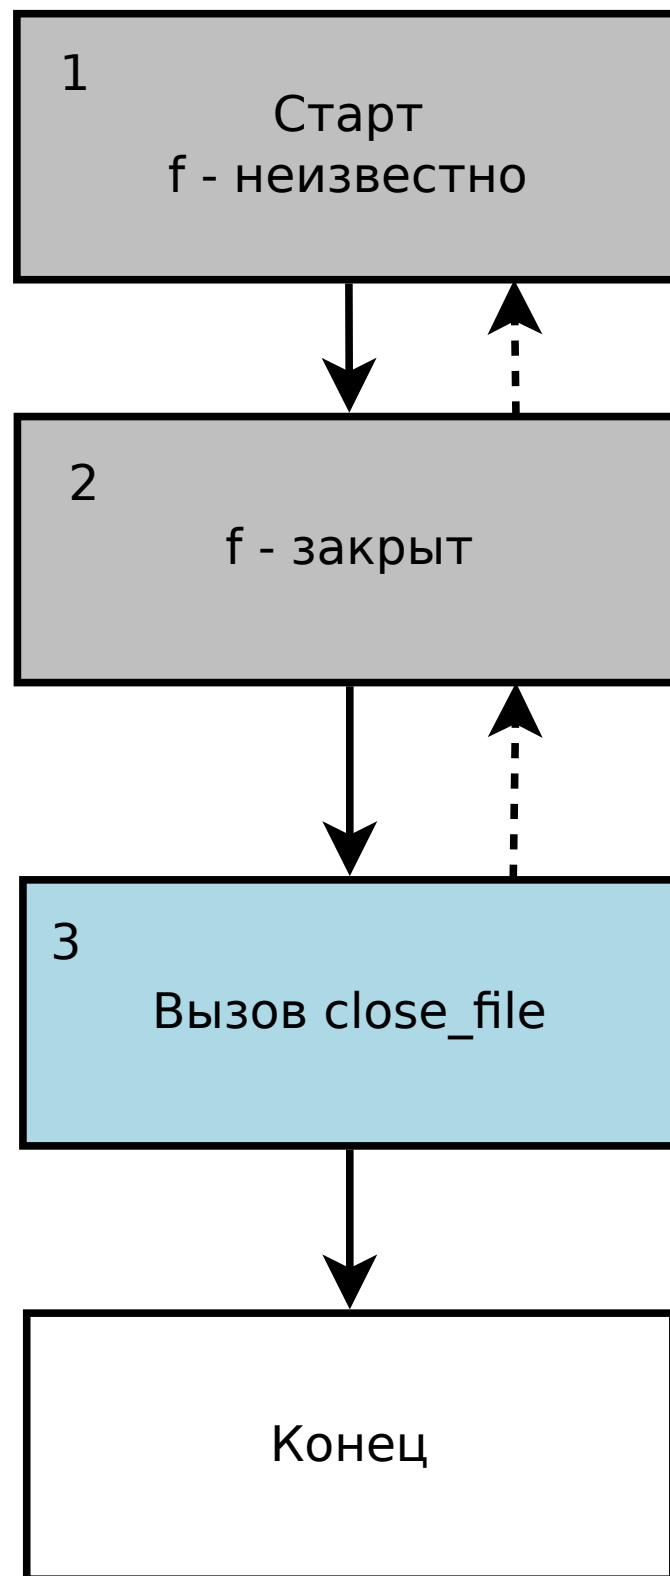 1
Старт
f - неизвестно
2
f - закрыт
3
Вызов close_file
Конец